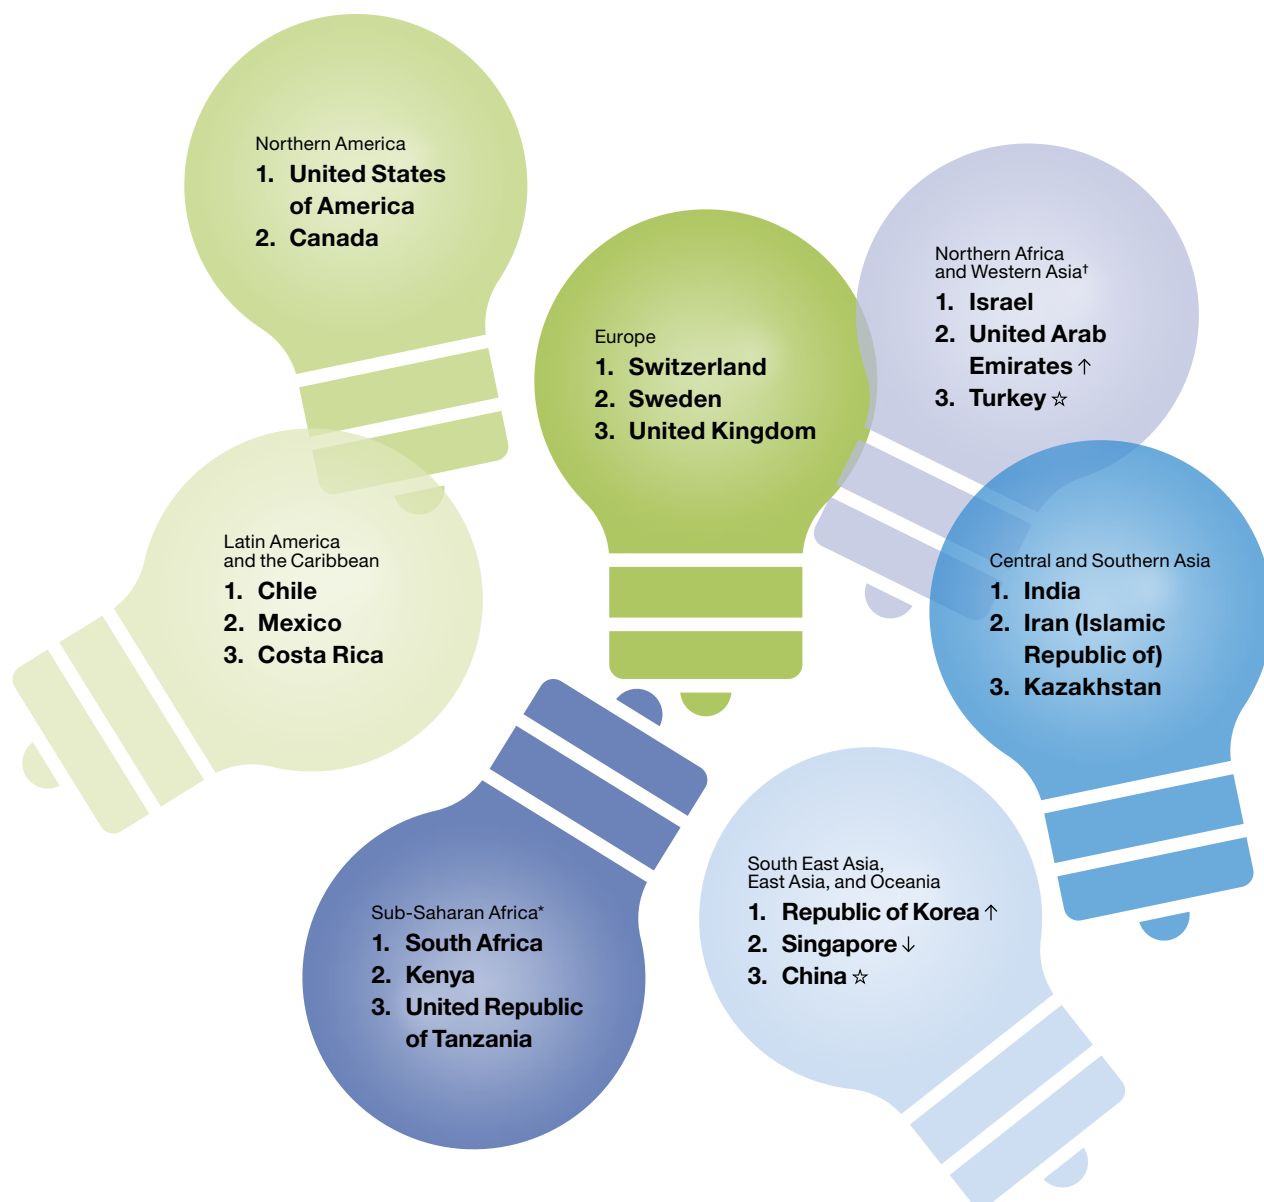 Northern America
1. United States
of America
2. Canada
Northern Africa
and Western Asia†
1. Israel
2. United Arab
Emirates ↑
3. Turkey ☆
Europe
1. Switzerland
2. Sweden
3. United Kingdom
Latin America
and the Caribbean
1. Chile
2. Mexico
3. Costa Rica
Central and Southern Asia
1. India
2. Iran (Islamic
Republic of)
3. Kazakhstan
Sub-Saharan Africa*
1. South Africa
2. Kenya
3. United Republic
of Tanzania
South East Asia,
East Asia, and Oceania
1. Republic of Korea ↑
2. Singapore ↓
3. China ☆